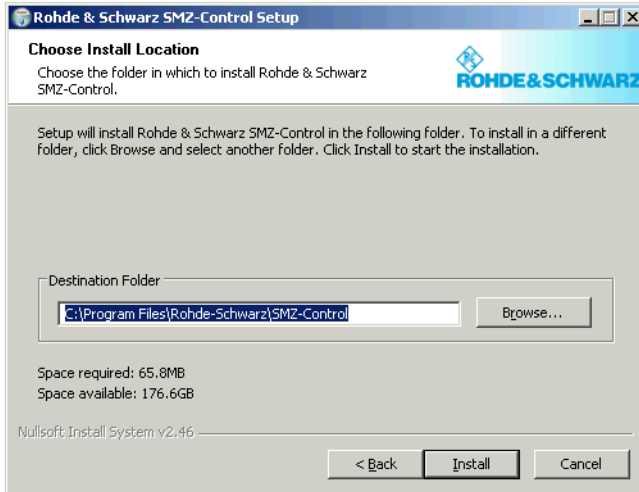 Rohde & Schwarz SMZ-Control Setup
Choose Install Location
Choose the folder in which to install Rohde & Schwarz
SMZ-Control.
ROHDE&SCHWARZ
Setup will install Rohde & Schwarz SMZ-Control in the following folder. To install in a different
folder, click Browse and select another folder. Click Install to start the installation.
Destination Folder
C:\Program Files\Rohde-Schwarz\SMZ-Control
Browse...
Space required: 65.8MB
Space available: 176.6GB
Nullsoft Install System v2.46
< Back Install Cancel